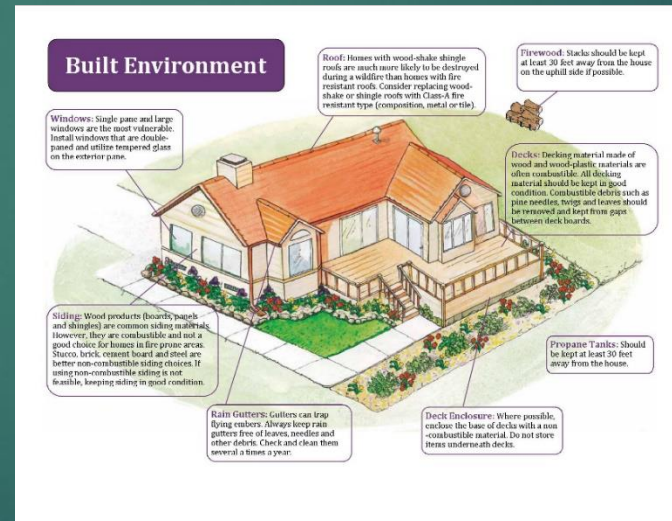 Built Environment
Roof: Homes with wood-shake shingle
roofs are much more likely to be destroyed
during a wildfire than homes with fire
resistant roofs. Consider replacing wood-
shake or shingle roofs with Class-A fire
resistant type (composition, metal or tile).
Firewood: Stacks should be kept
at least 30 feet away from the house
on the uphill side if possible.
Windows: Single pane and large
windows are the most vulnerable.
Install windows that are double-
paned and utilize tempered glass
on the exterior pane.
Decks: Decking material made of
wood and wood-plastic materials are
often combustible. All decking
material should be kept in good
condition. Combustible debris such as
pine needles, twigs and leaves should
be removed and kept from gaps
between deck boards.
Siding: Wood products (boards, panels
and shingles) are common siding materials.
However, they are combustible and not a
good choice for homes in fire prone areas.
Stucco, brick, cement board and steel are
better non-combustible siding choices. If
using non-combustible siding is not
feasible, keeping siding in good condition.
Propane Tanks: Should
be kept at least 30 feet
away from the house.
Rain Gutters: Gutters can trap
flying embers. Always keep rain
gutters free of leaves, needles and
other debris. Check and clean them
several a times a year.
Deck Enclosure: Where possible,
enclose the base of decks with a non
-combustible material. Do not store
items underneath decks.